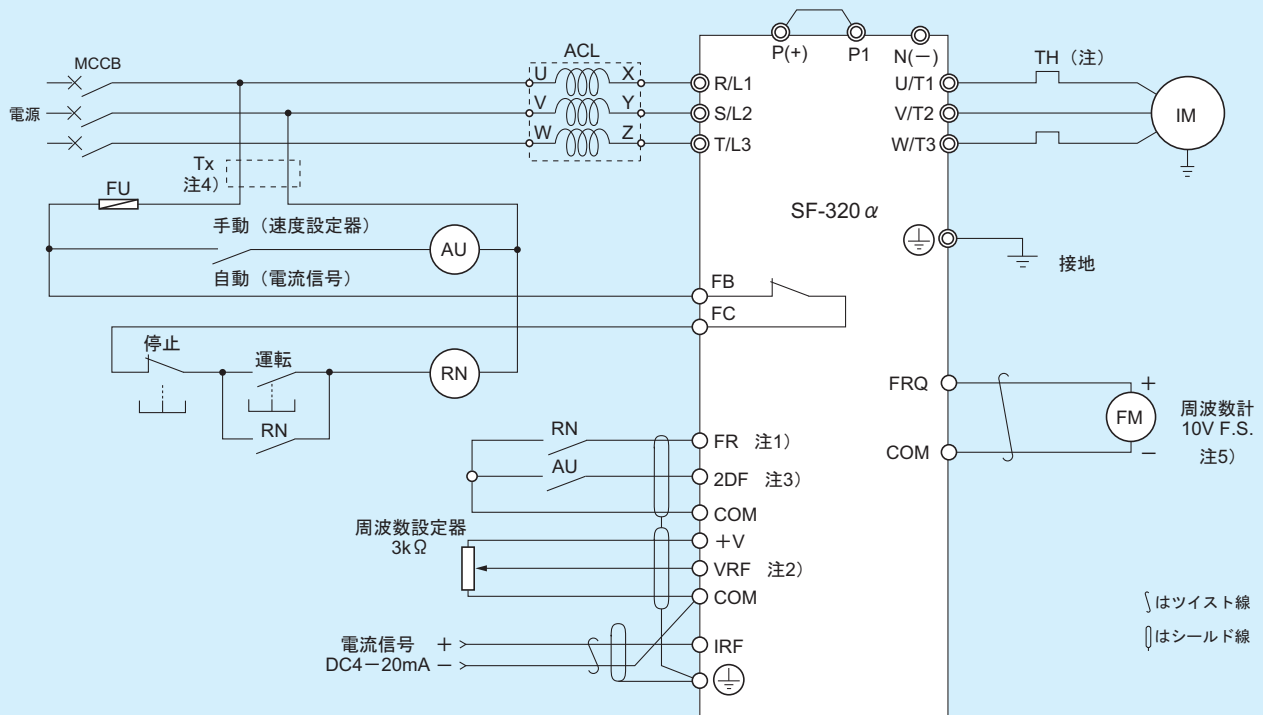 P(+)
P1
N(－)
MCCB
ACL
U
X
R/L1
U/T1
TH（注）
電源
V
Y
S/L2
V/T2
IM
W
Z
T/L3
W/T3
Tx
注4）
FU
手動（速度設定器）
AU
自動（電流信号）
SF-320α
接地
FB
FC
停止
運転
RN
RN
FRQ
+
FM
周波数計
10V F.S.
注5）
COM
−
RN
FR 注1）
AU
2DF 注3）
COM
周波数設定器
3kΩ
＋V
VRF 注2）
COM
電流信号 ＋
DC4－20mA －
IRF
はツイスト線
はシールド線